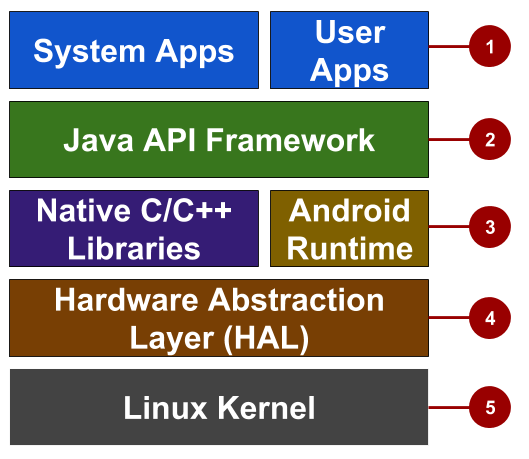 System Apps
User
Apps
1
Java API Framework
2
Native C/C++
Libraries
Android
Runtime
3
Hardware Abstraction
Layer (HAL)
4
Linux Kernel
5